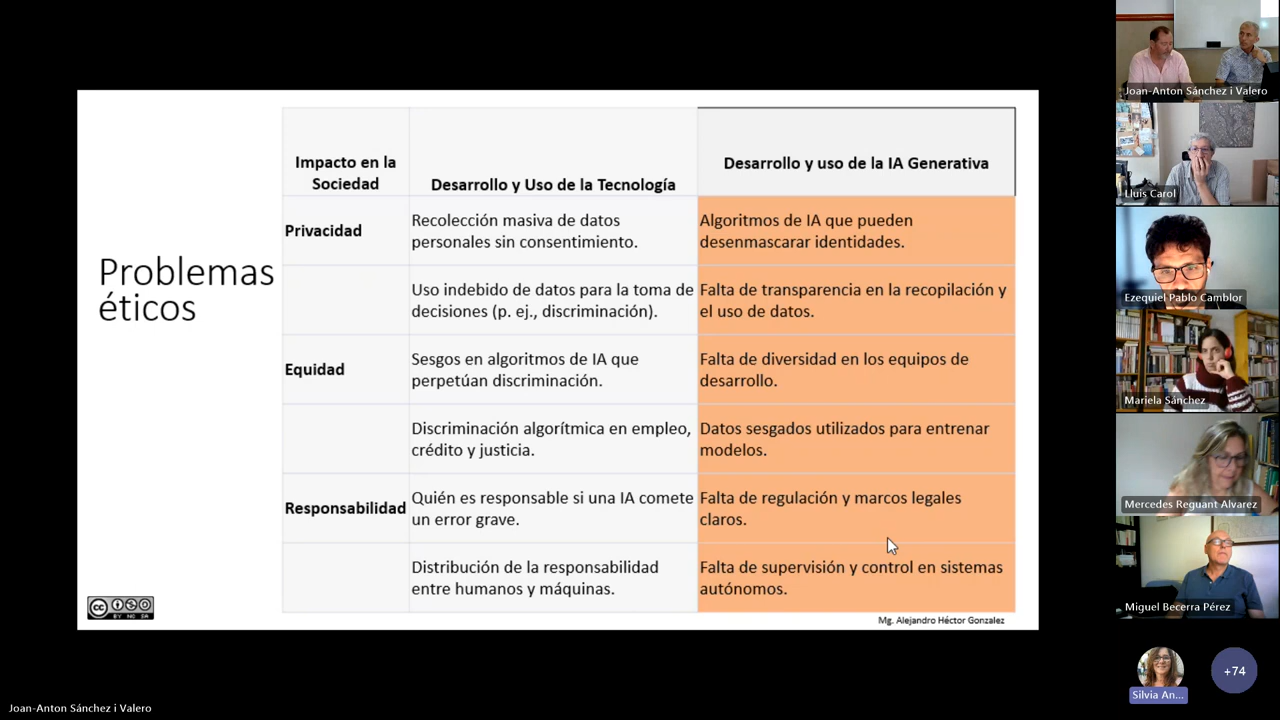 Problemas
éticos
Impacto en la
Sociedad
Desarrollo y Uso de la Tecnología
Desarrollo y uso de la IA Generativa
Privacidad
Recolección masiva de datos
personales sin consentimiento.
Algoritmos de IA que pueden
desenmascarar identidades.
Uso indebido de datos para la toma de
decisiones (p. ej., discriminación).
Falta de transparencia en la recopilación y
el uso de datos.
Equidad
Sesgos en algoritmos de IA que
perpetúan discriminación.
Falta de diversidad en los equipos de
desarrollo.
Discriminación algorítmica en empleo,
crédito y justicia.
Datos sesgados utilizados para entrenar
modelos.
Responsabilidad
Quién es responsable si una IA comete
un error grave.
Falta de regulación y marcos legales
claros.
Distribución de la responsabilidad
entre humanos y máquinas.
Falta de supervisión y control en sistemas
autónomos.
cc
BY NC SA
Mg. Alejandro Héctor Gonzalez
Joan-Anton Sánchez i Valero
Joan-Anton Sánchez i Valero
Lluís Carol
Ezequiel Pablo Camblor
Mariela Sánchez
Mercedes Reguant Alvarez
Miguel Becerra Pérez
Silvia An...
+74